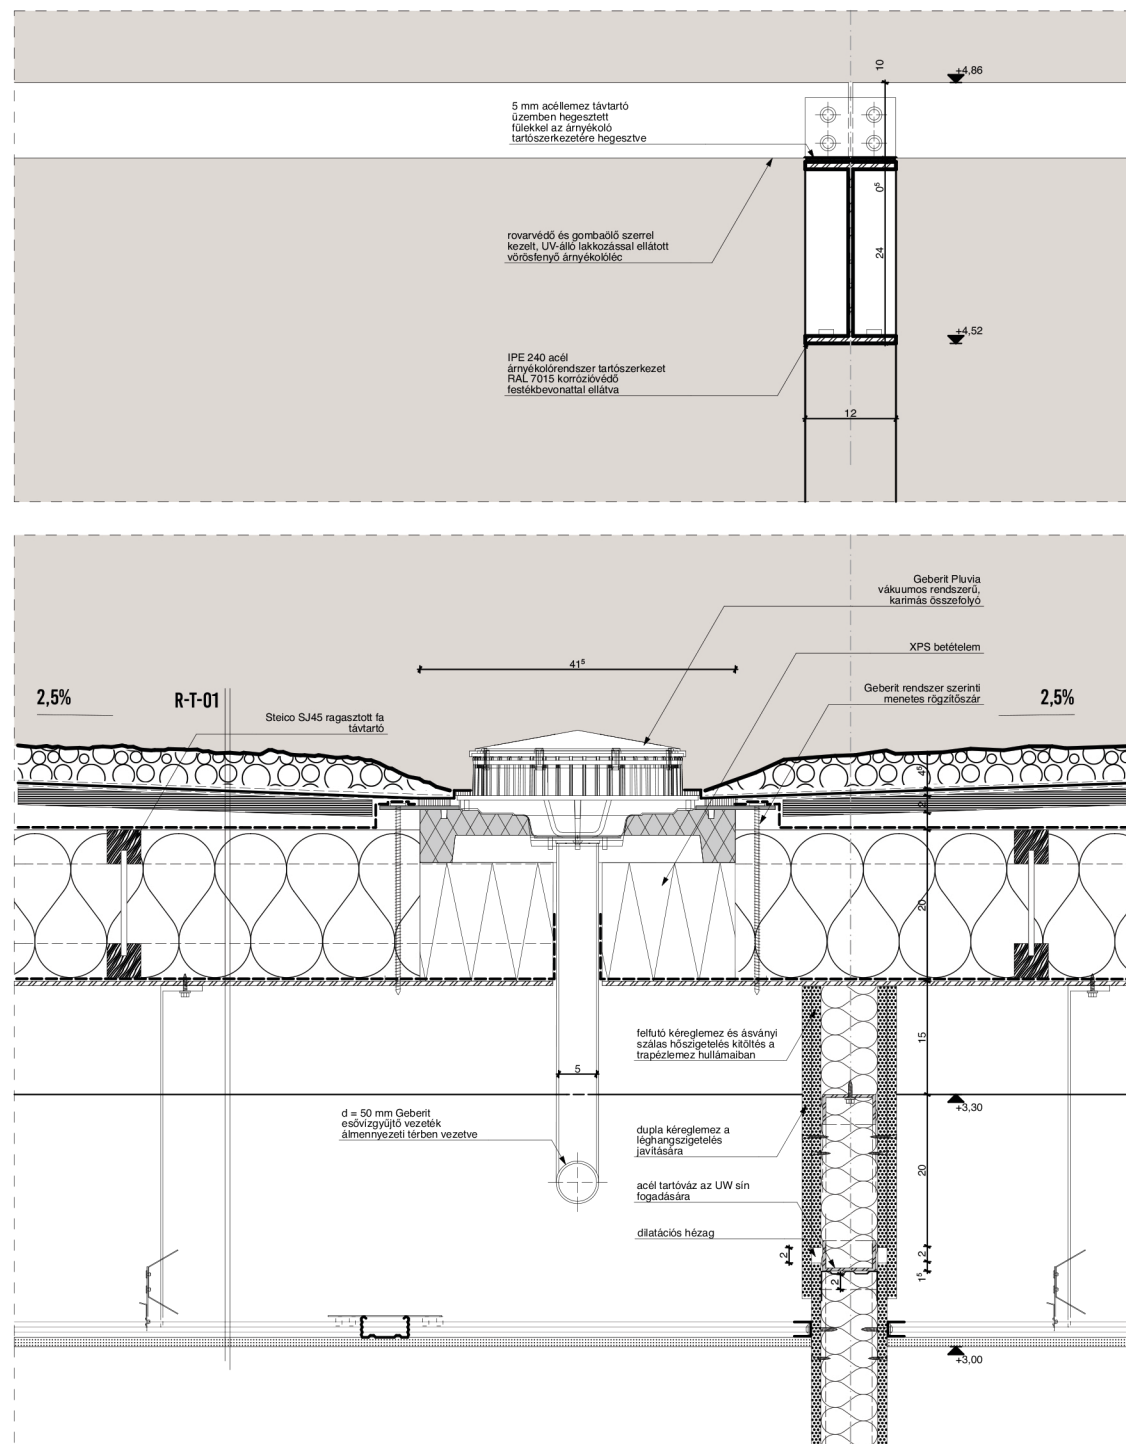 10
+4,86
5 mm acéllemez távtartó
üzemben hegesztett
fülekkel az árnyékoló
tartószerkezetére hegesztve
0⁵
rovarvédő és gombaölő szerrel
kezelt, UV-álló lakkozással ellátott
vörösfenyő árnyékolóléc
24
+4,52
IPE 240 acél
árnyékolórendszer tartószerkezet
RAL 7015 korrózióvédő
festékbevonattal ellátva
12
Geberit Pluvia
vákuumos rendszerű,
karimás összefolyó
XPS betételem
41⁵
Geberit rendszer szerinti
menetes rögzítőszár
2,5%
R-T-01
2,5%
Steico SJ45 ragasztott fa
távtartó
4⁵
2
20
felfutó kéreglemez és ásványi
szálas hőszigetelés kitöltés a
trapézlemez hullámaiban
15
5
+3,30
d = 50 mm Geberit
esővízgyűjtő vezeték
álmennyezeti térben vezetve
dupla kéreglemez a
léghangszigetelés
javítására
20
acél tartóváz az UW sín
fogadására
dilatációs hézag
2
2
2
1⁵
+3,00